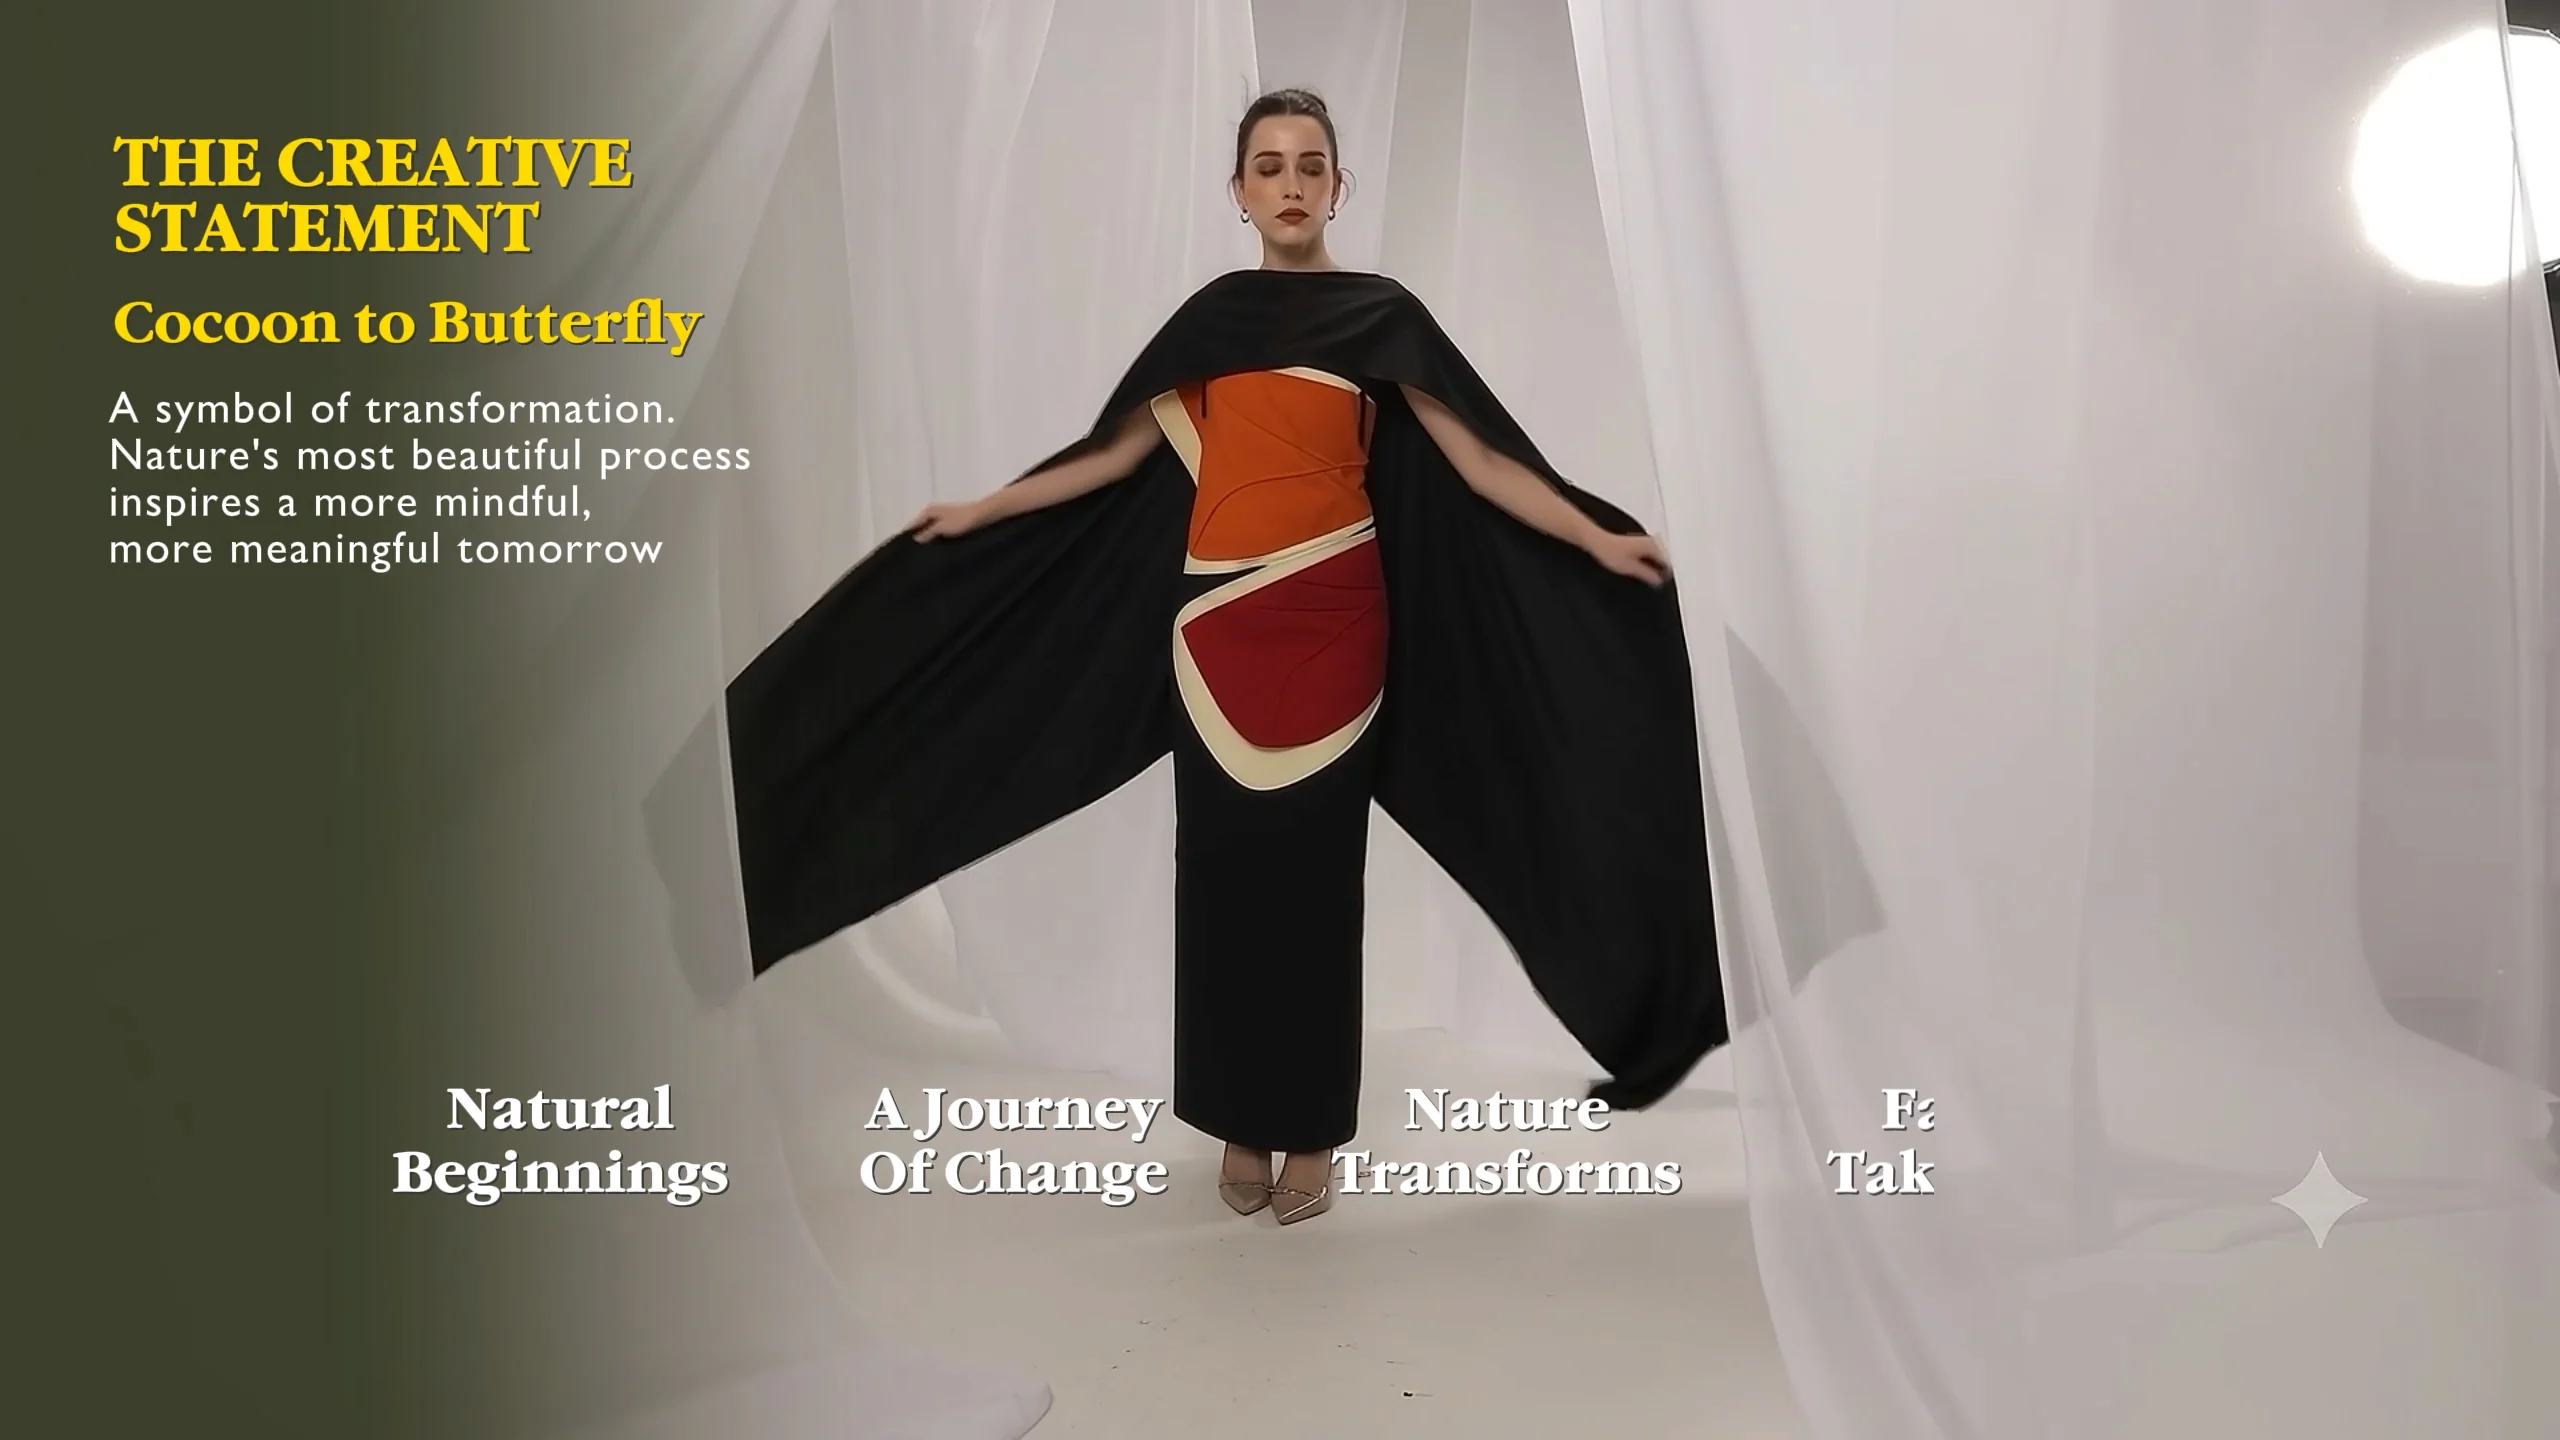 THE CREATIVE
STATEMENT
Cocoon to Butterfly
A symbol of transformation.
Nature's most beautiful process
inspires a more mindful,
more meaningful tomorrow
Natural
Beginnings
A Journey
Of Change
Nature
Transforms